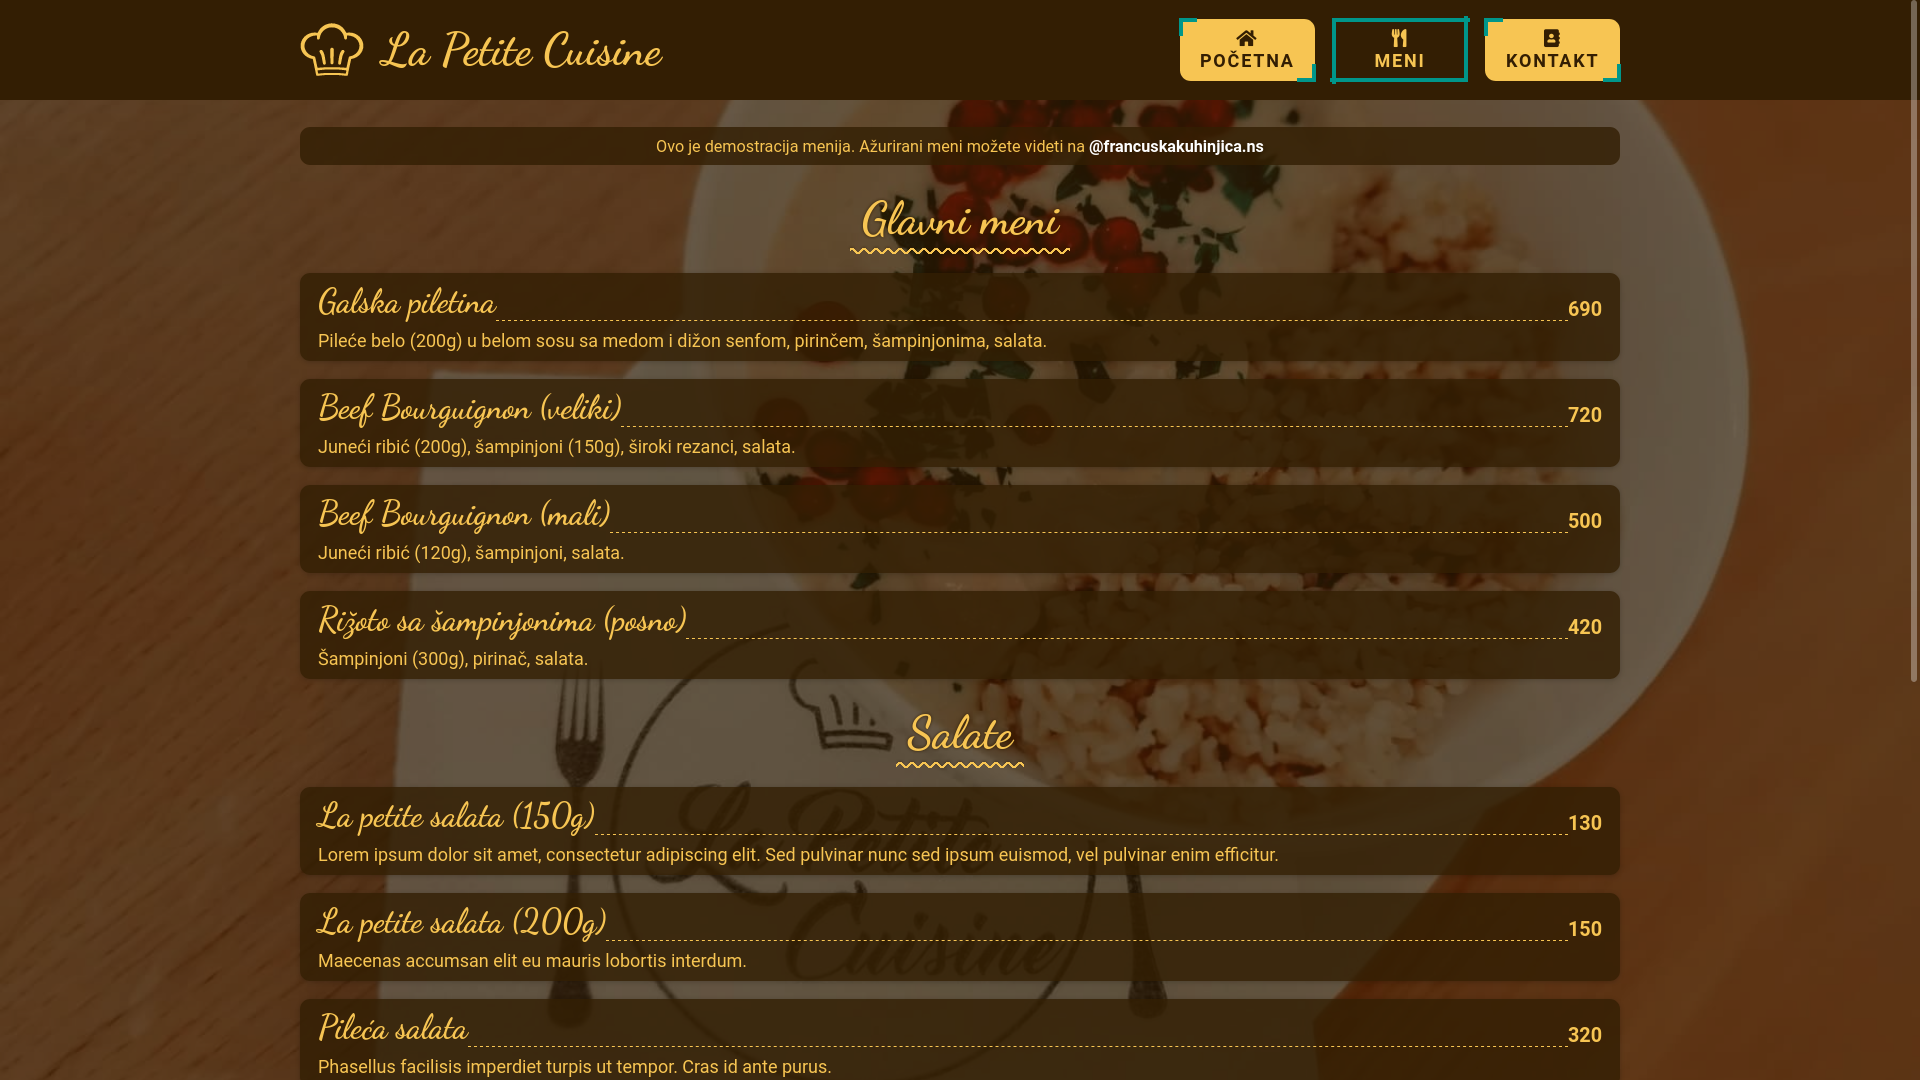 La Petite Cuisine
POČETNA
MENI
KONTAKT
Ovo je demostracija menija. Ažurirani meni možete videti na @francuskakuhinjica.ns
Glavni meni
Galska piletina 690
Pileće belo (200g) u belom sosu sa medom i dižon senfom, pirinčem, šampinjonima, salata.
Beef Bourguignon (veliki) 720
Juneći ribić (200g), šampinjoni (150g), široki rezanci, salata.
Beef Bourguignon (mali) 500
Juneći ribić (120g), šampinjoni, salata.
Rižoto sa šampinjonima (posno) 420
Šampinjoni (300g), pirinač, salata.
Salate
La petite salata (150g) 130
Lorem ipsum dolor sit amet, consectetur adipiscing elit. Sed pulvinar nunc sed ipsum euismod, vel pulvinar enim efficitur.
La petite salata (200g) 150
Maecenas accumsan elit eu mauris lobortis interdum.
Pileća salata 320
Phasellus facilisis imperdiet turpis ut tempor. Cras id ante purus.
La Petite
Cuisine